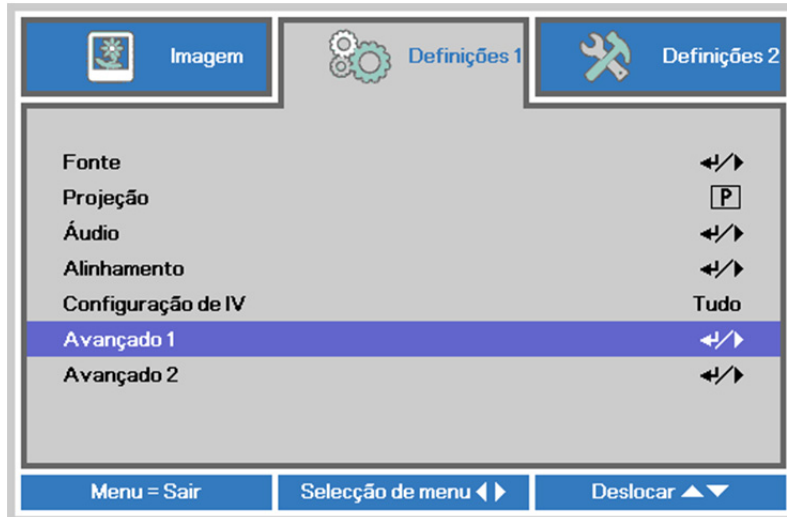 Imagem
Definições 1
Definições 2
Fonte
Projeção P
Áudio
Alinhamento
Configuração de IV Tudo
Avançado 1
Avançado 2
Menu = Sair
Selecção de menu
Deslocar